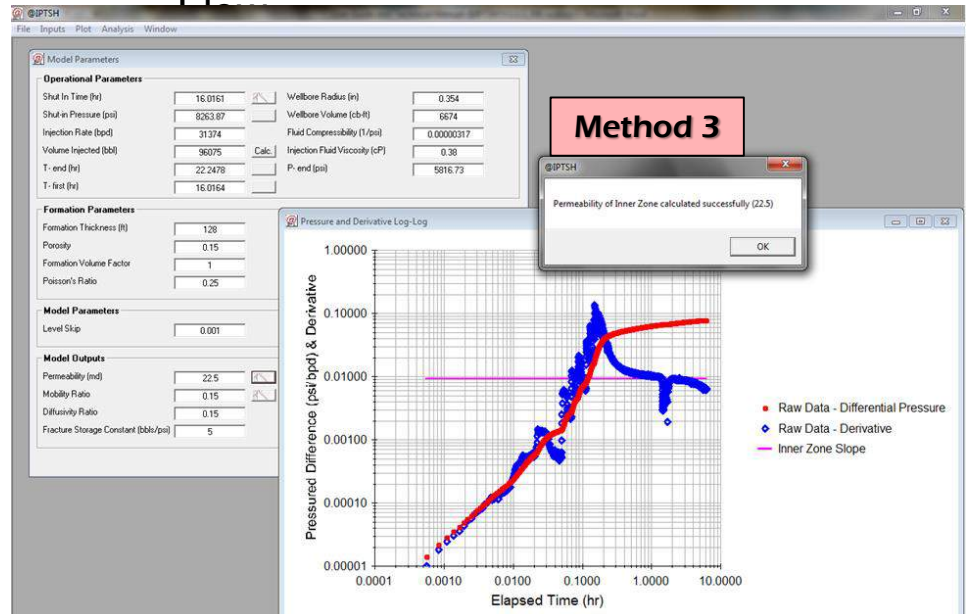 @IPTSH
File Inputs Plot Analysis Window
Model Parameters
Operational Parameters
Shut In Time (hr) 16.0161 Wellbore Radius (in) 0.354
Shut-in Pressure (psi) 8263.87 Wellbore Volume (cb-ft) 6674
Injection Rate (bpd) 31374 Fluid Compressibility (1/psi) 0.00000317
Volume Injected (bbl) 96075 Calc. Injection Fluid Viscosity (cP) 0.38
T- end (hr) 22.2478 P- end (psi) 5816.73
T- first (hr) 16.0164
Formation Parameters
Formation Thickness (ft) 128
Porosity 0.15
Formation Volume Factor 1
Poisson's Ratio 0.25
Model Parameters
Level Skip 0.001
Model Outputs
Permeability (md) 22.5
Mobility Ratio 0.15
Diffusivity Ratio 0.15
Fracture Storage Constant (bbls/psi) 5
Method 3
@IPTSH
Permeability of Inner Zone calculated successfully (22.5)
OK
Pressure and Derivative Log-Log
Pressured Difference (psi/bpd) & Derivative
1.00000
0.10000
0.01000
0.00100
0.00010
0.00001
0.0001 0.0010 0.0100 0.1000 1.0000 10.0000
Elapsed Time (hr)
Raw Data - Differential Pressure
Raw Data - Derivative
Inner Zone Slope